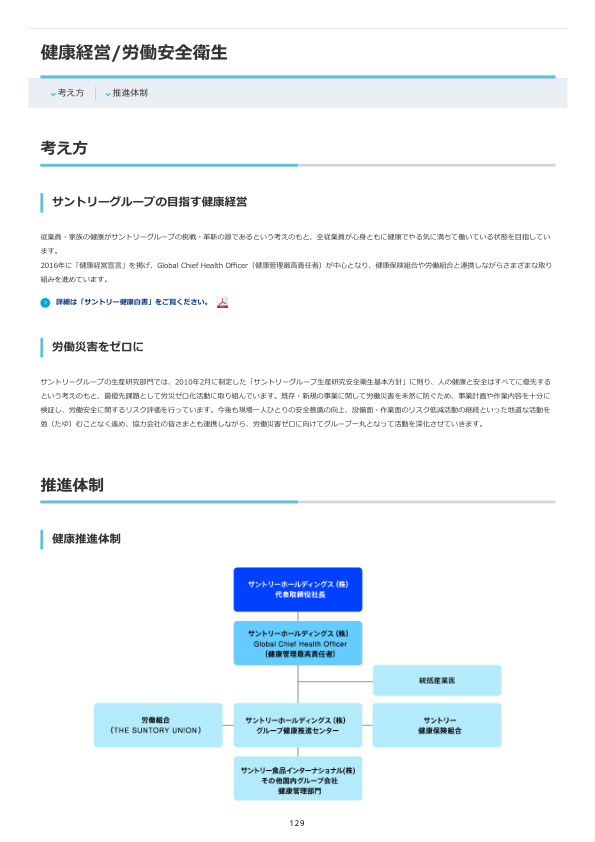 健康経営/労働安全衛生
考え方
推進体制
考え方
サントリーグループの目指す健康経営
従業員・家族の健康がサントリーグループの挑戦・革新の源であるという考えのもと、全従業員が心身ともに健康でやる気に満ちて働いている状態を目指してい
ます。
2016年に「健康経営宣言」を掲げ、Global Chief Health Officer（健康管理最高責任者）が中心となり、健康保険組合や労働組合と連携しながらさまざまな取り
組みを進めています。
詳細は「サントリー健康白書」をご覧ください。
労働災害をゼロに
サントリーグループの生産研究部門では、2010年2月に制定した「サントリーグループ生産研究安全衛生基本方針」に則り、人の健康と安全はすべてに優先する
という考えのもと、最優先課題として労災ゼロ化活動に取り組んでいます。既存・新規の事業に関して労働災害を未然に防ぐため、事業計画や作業内容を十分に
検証し、労働安全に関するリスク評価を行っています。今後も現場一人ひとりの安全意識の向上、設備面・作業面のリスク低減活動の継続といった地道な活動を
弛（たゆ）むことなく進め、協力会社の皆さまとも連携しながら、労働災害ゼロに向けてグループ一丸となって活動を深化させていきます。
推進体制
健康推進体制
サントリーホールディングス（株）
代表取締役社長
サントリーホールディングス（株）
Global Chief Health Officer
（健康管理最高責任者）
統括産業医
労働組合
（THE SUNTORY UNION）
サントリーホールディングス（株）
グループ健康推進センター
サントリー
健康保険組合
サントリー食品インターナショナル(株)
その他国内グループ会社
健康管理部門
129